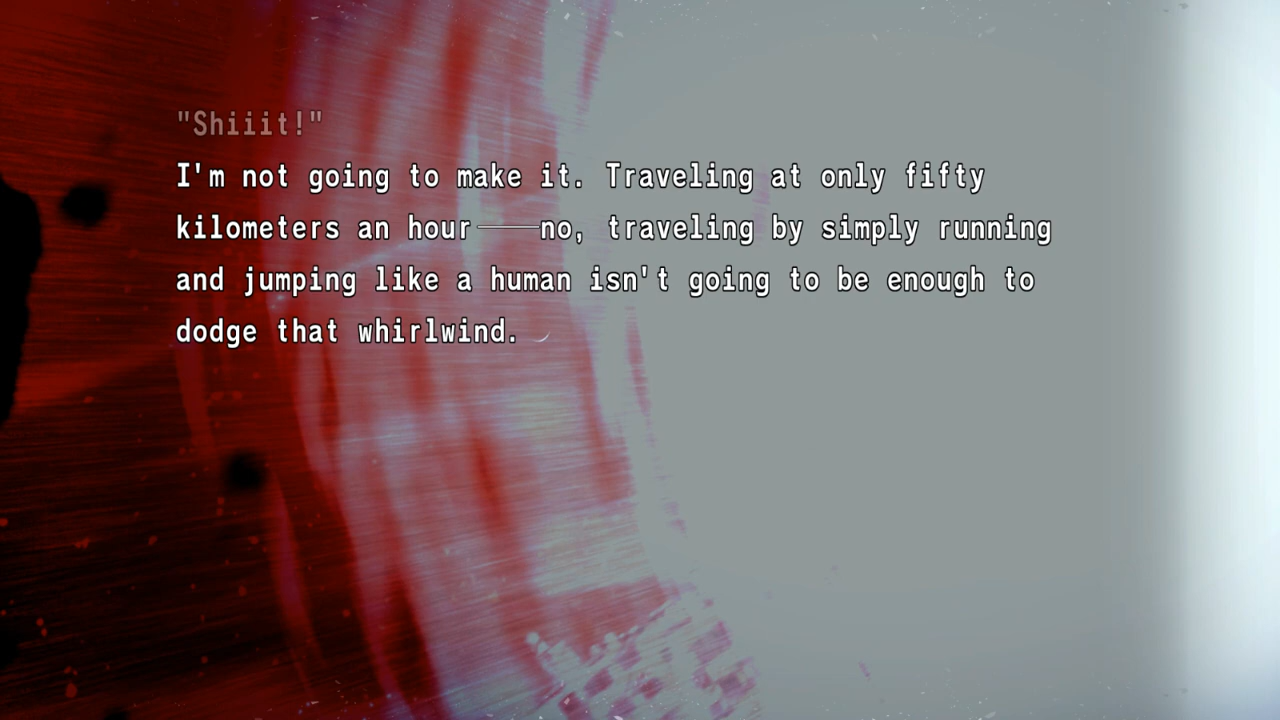 "Shiiit!"
I'm not going to make it. Traveling at only fifty
kilometers an hour──no, traveling by simply running
and jumping like a human isn't going to be enough to
dodge that whirlwind.